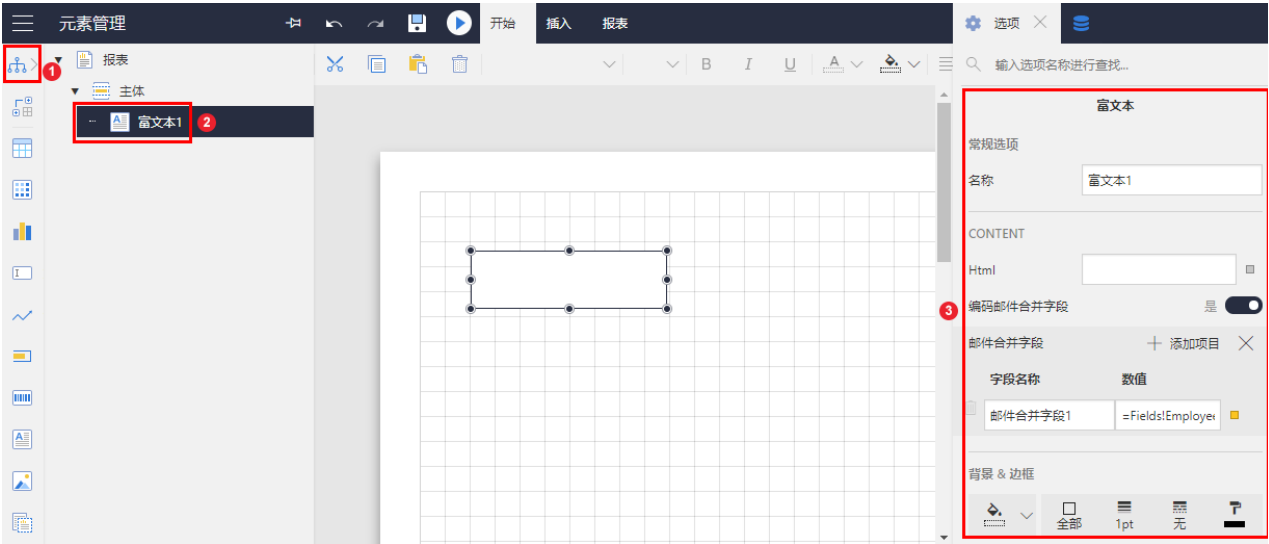 元素管理
开始
插入
报表
选项
1
报表
主体
富文本1
2
B
I
U
A
输入选项名称进行查找...
富文本
常规选项
名称
富文本1
CONTENT
Html
3
编码邮件合并字段
是
邮件合并字段
添加项目
字段名称
数值
邮件合并字段1
=Fields!Employe
背景 & 边框
全部
1pt
无